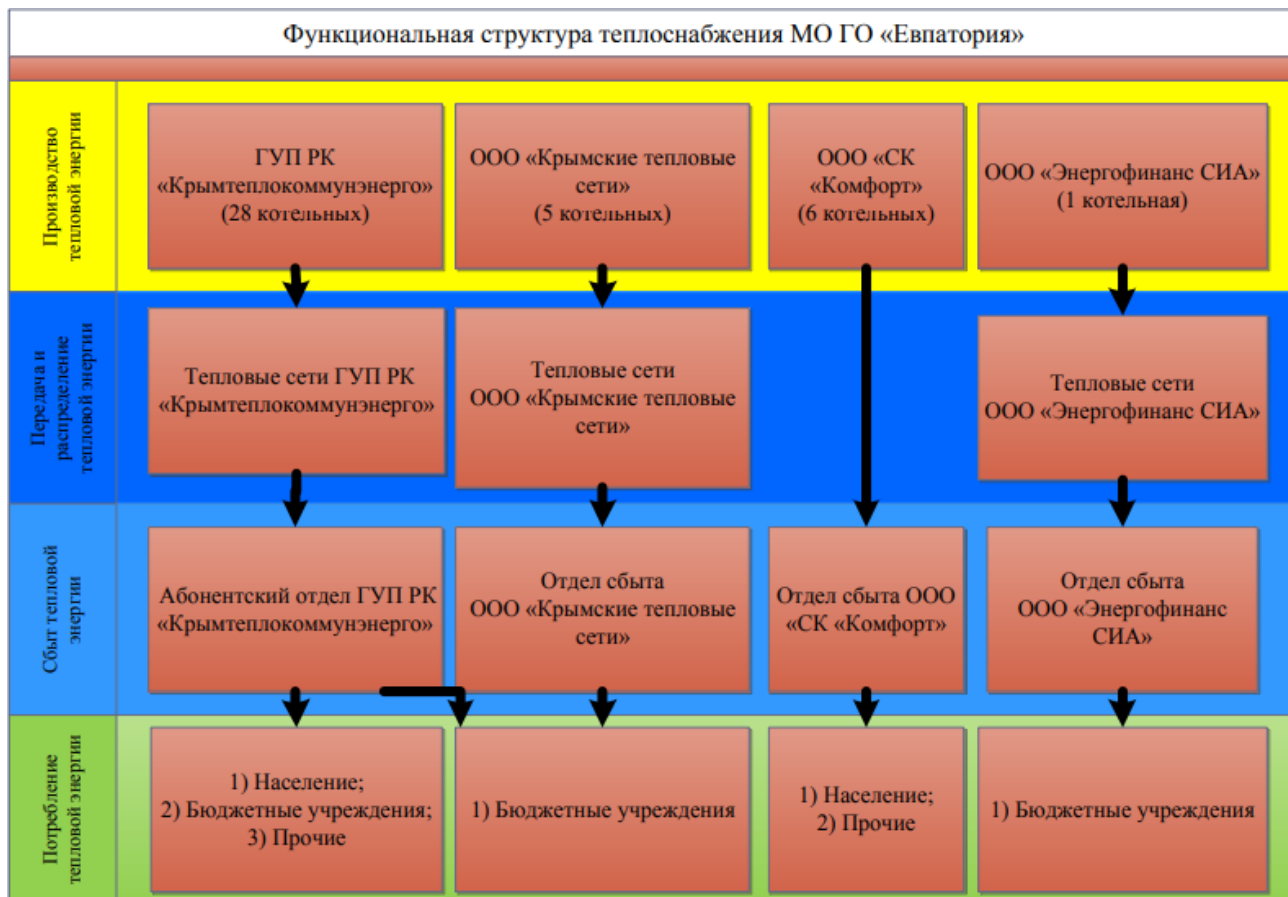 Функциональная структура теплоснабжения МО ГО «Евпатория»
Производство
тепловой энергии
ГУП РК
«Крымтеплокоммунэнерго»
(28 котельных)
ООО «Крымские тепловые
сети»
(5 котельных)
ООО «СК
«Комфорт»
(6 котельных)
ООО «Энергофинанс СИА»
(1 котельная)
Передача и
распределение
тепловой энергии
Тепловые сети ГУП РК
«Крымтеплокоммунэнерго»
Тепловые сети
ООО «Крымские тепловые
сети»
Тепловые сети
ООО «Энергофинанс СИА»
Сбыт тепловой
энергии
Абонентский отдел ГУП РК
«Крымтеплокоммунэнерго»
Отдел сбыта
ООО «Крымские тепловые
сети»
Отдел сбыта ООО
«СК «Комфорт»
Отдел сбыта
ООО «Энергофинанс
СИА»
Потребление
тепловой энергии
1) Население;
2) Бюджетные учреждения;
3) Прочие
1) Бюджетные учреждения
1) Население;
2) Прочие
1) Бюджетные учреждения